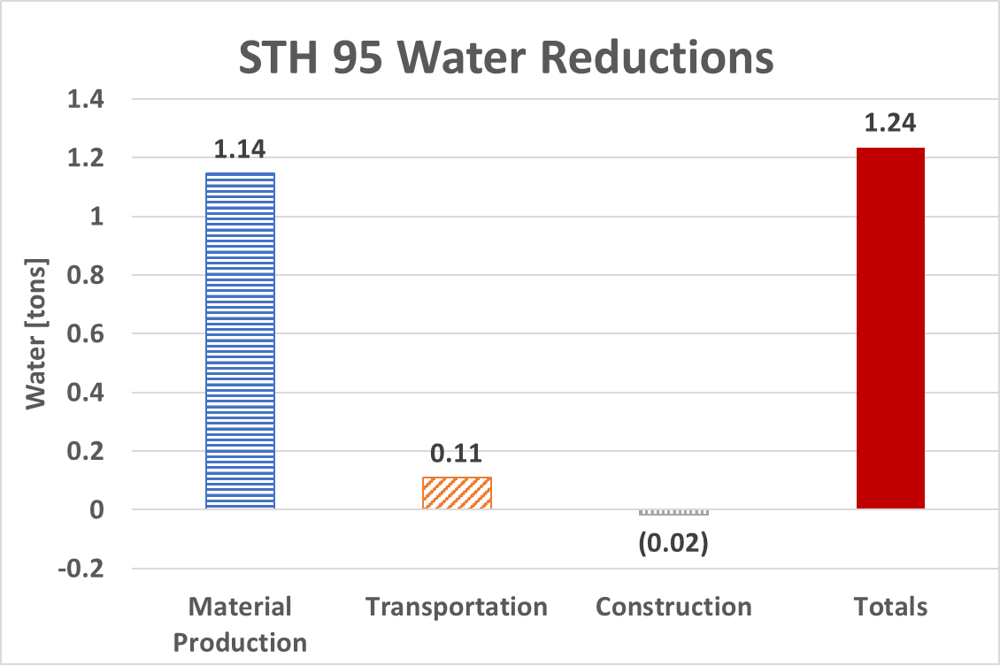 STH 95 Water Reductions
Water [tons]
1.4
1.2
1
0.8
0.6
0.4
0.2
0
-0.2
1.14
0.11
(0.02)
1.24
Material
Production
Transportation
Construction
Totals